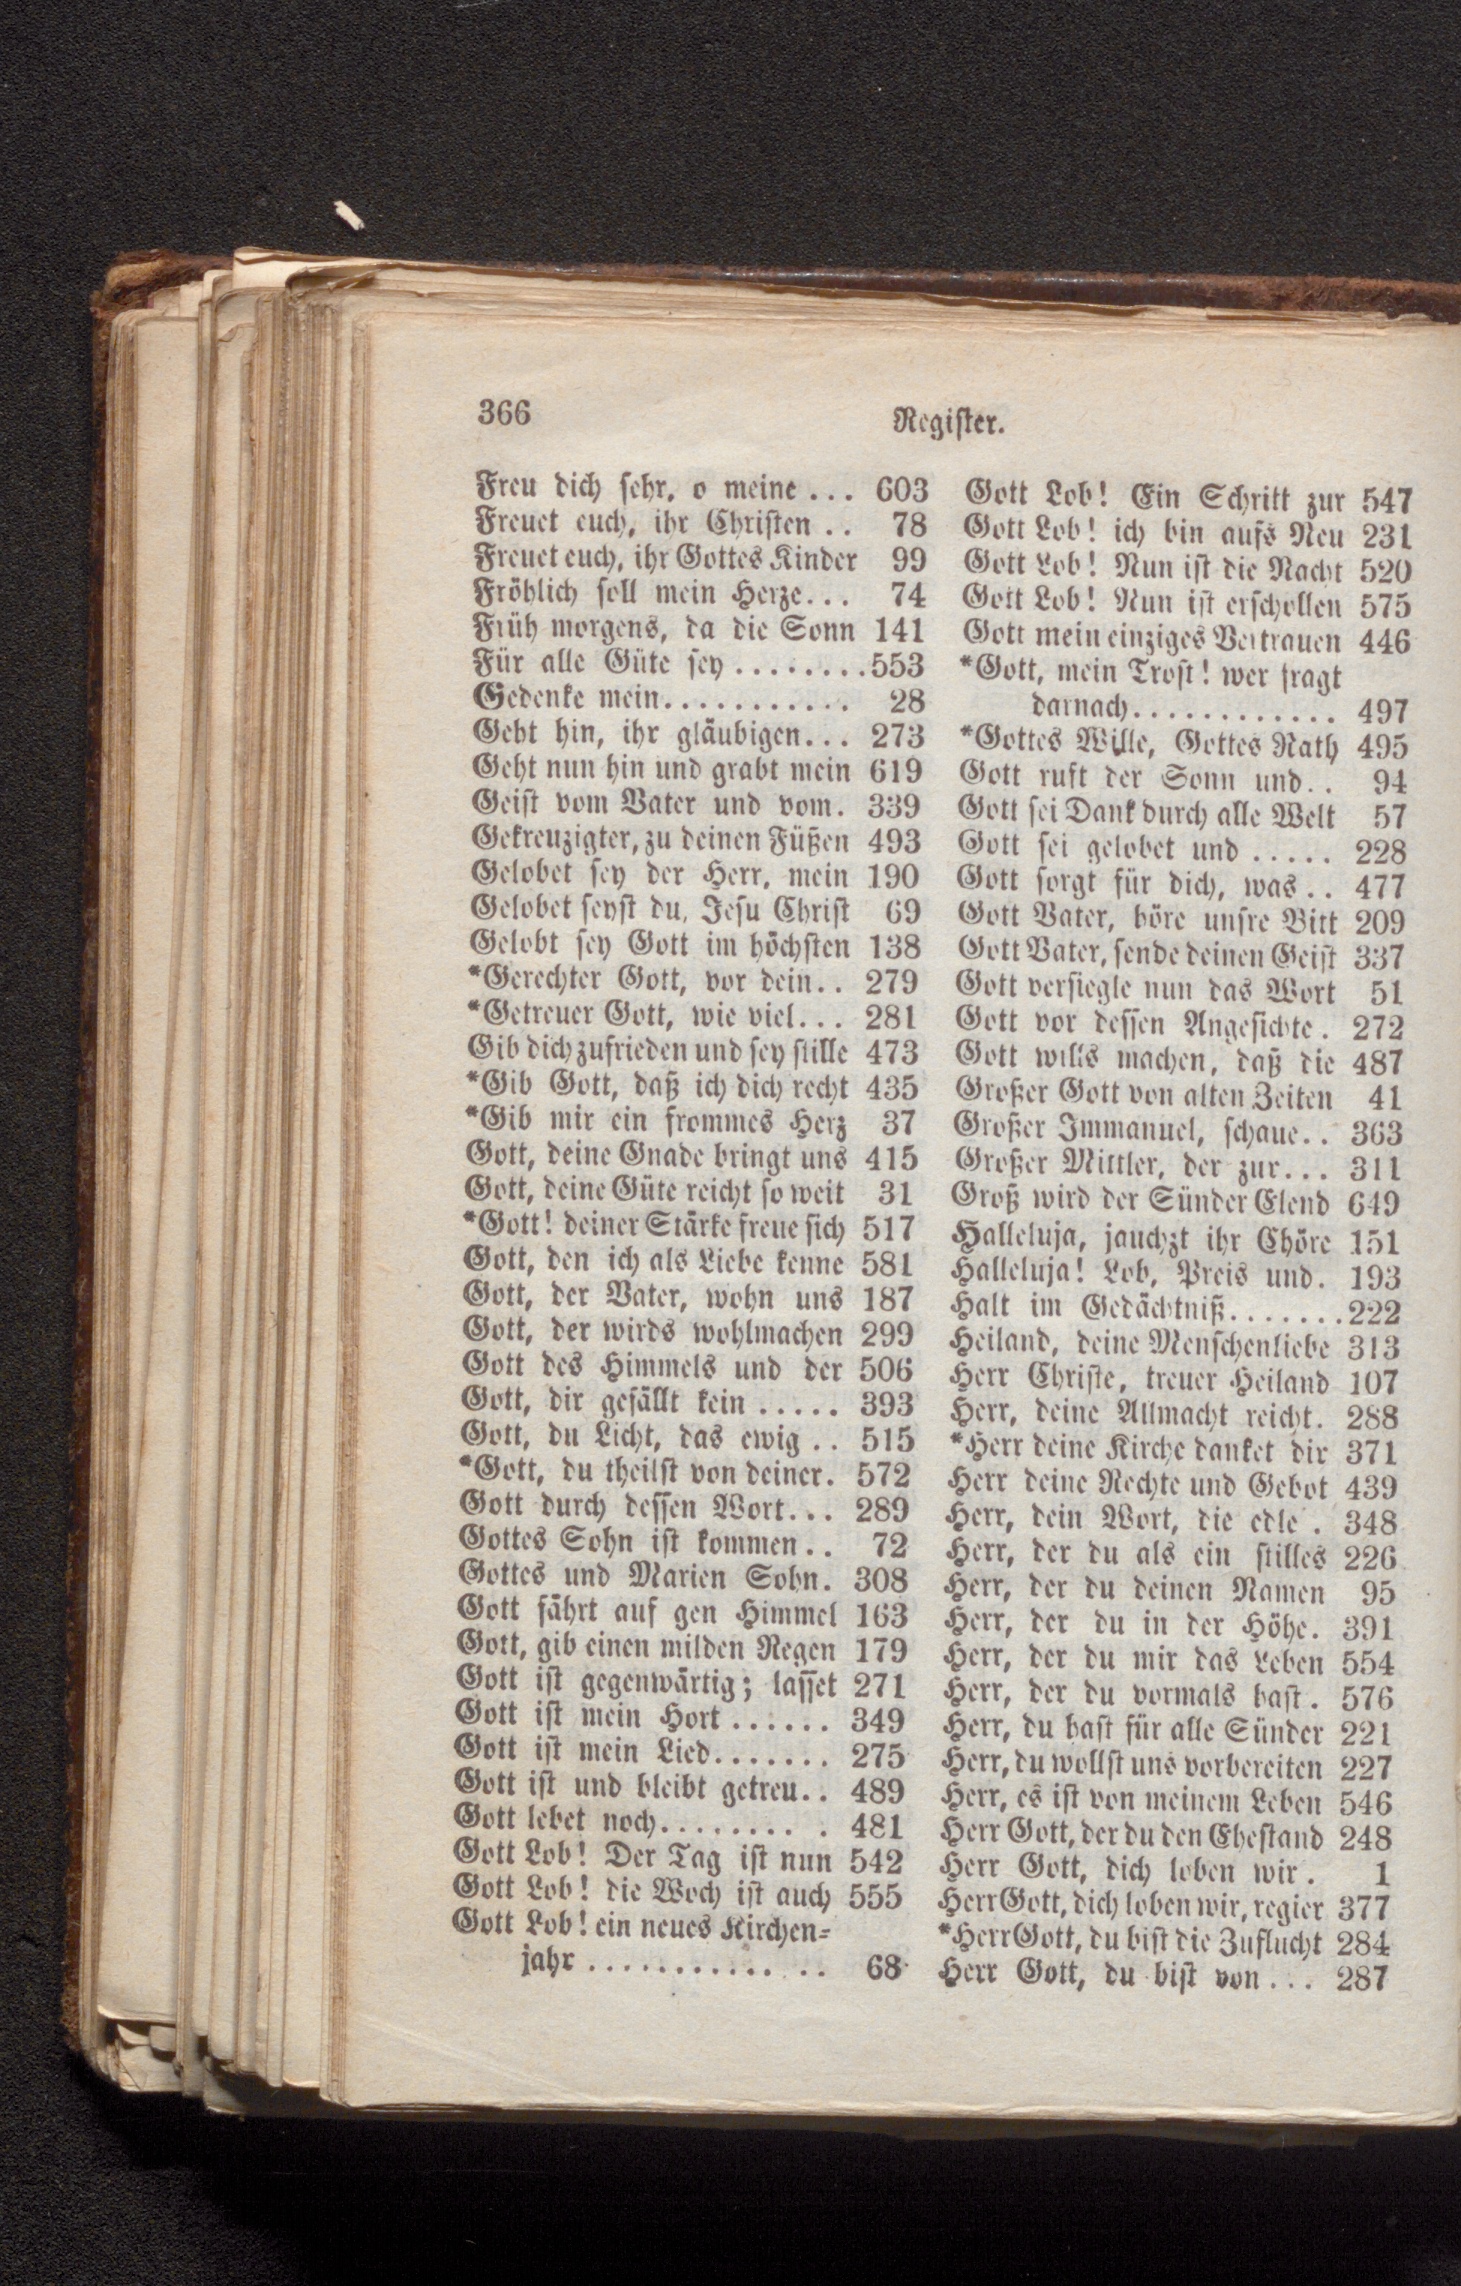 366
Register.
Freu dich sehr, o meine ... 603
Freuet euch, ihr Christen .. 78
Freuet euch, ihr Gottes Kinder 99
Fröhlich soll mein Herze... 74
Früh morgens, da die Sonn 141
Für alle Güte sey ........553
Gedenke mein........... 28
Geht hin, ihr gläubigen... 273
Geht nun hin und grabt mein 619
Geist vom Vater und vom. 339
Gekreuzigter, zu deinen Füßen 493
Gelobet sey der Herr, mein 190
Gelobet seyst du, Jesu Christ 69
Gelobt sey Gott im höchsten 138
*Gerechter Gott, vor dein.. 279
*Getreuer Gott, wie viel... 281
Gib dich zufrieden und sey stille 473
*Gib Gott, daß ich dich recht 435
*Gib mir ein frommes Herz 37
Gott, deine Gnade bringt uns 415
Gott, deine Güte reicht so weit 31
*Gott! deiner Stärke freue sich 517
Gott, den ich als Liebe kenne 581
Gott, der Vater, wohn uns 187
Gott, der wirds wohlmachen 299
Gott des Himmels und der 506
Gott, dir gefällt kein ..... 393
Gott, du Licht, das ewig .. 515
*Gott, du theilst von deiner. 572
Gott durch dessen Wort... 289
Gottes Sohn ist kommen.. 72
Gottes und Marien Sohn. 308
Gott fährt auf gen Himmel 163
Gott, gib einen milden Regen 179
Gott ist gegenwärtig; lasset 271
Gott ist mein Hort ...... 349
Gott ist mein Lied....... 275
Gott ist und bleibt getreu.. 489
Gott lebet noch........ . 481
Gott Lob! Der Tag ist nun 542
Gott Lob! die Woch ist auch 555
Gott Lob! ein neues Kirchen=
jahr ............. .. 68
Gott Lob! Ein Schritt zur 547
Gott Lob! ich bin aufs Neu 231
Gott Lob! Nun ist die Nacht 520
Gott Lob! Nun ist erschollen 575
Gott mein einziges Vertrauen 446
*Gott, mein Trost! wer fragt
darnach............ 497
*Gottes Wille, Gottes Rath 495
Gott ruft der Sonn und.. 94
Gott sei Dank durch alle Welt 57
Gott sei gelobet und ..... 228
Gott sorgt für dich, was.. 477
Gott Vater, höre unsre Bitt 209
Gott Vater, sende deinen Geist 337
Gott versiegle nun das Wort 51
Gott vor dessen Angesichte. 272
Gott wills machen, daß die 487
Großer Gott von alten Zeiten 41
Großer Immanuel, schaue.. 363
Großer Mittler, der zur... 311
Groß wird der Sünder Elend 649
Halleluja, jauchzt ihr Chöre 151
Halleluja! Lob, Preis und. 193
Halt im Gedächtniß.......222
Heiland, deine Menschenliebe 313
Herr Christe, treuer Heiland 107
Herr, deine Allmacht reicht. 288
*Herr deine Kirche danket dir 371
Herr deine Rechte und Gebot 439
Herr, dein Wort, die edle . 348
Herr, der du als ein stilles 226
Herr, der du deinen Namen 95
Herr, der du in der Höhe. 391
Herr, der du mir das Leben 554
Herr, der du vormals hast. 576
Herr, du hast für alle Sünder 221
Herr, du wollst uns vorbereiten 227
Herr, es ist von meinem Leben 546
Herr Gott, der du den Ehestand 248
Herr Gott, dich loben wir. 1
Herr Gott, dich loben wir, regier 377
*Herr Gott, du bist die Zuflucht 284
Herr Gott, du bist von ... 287